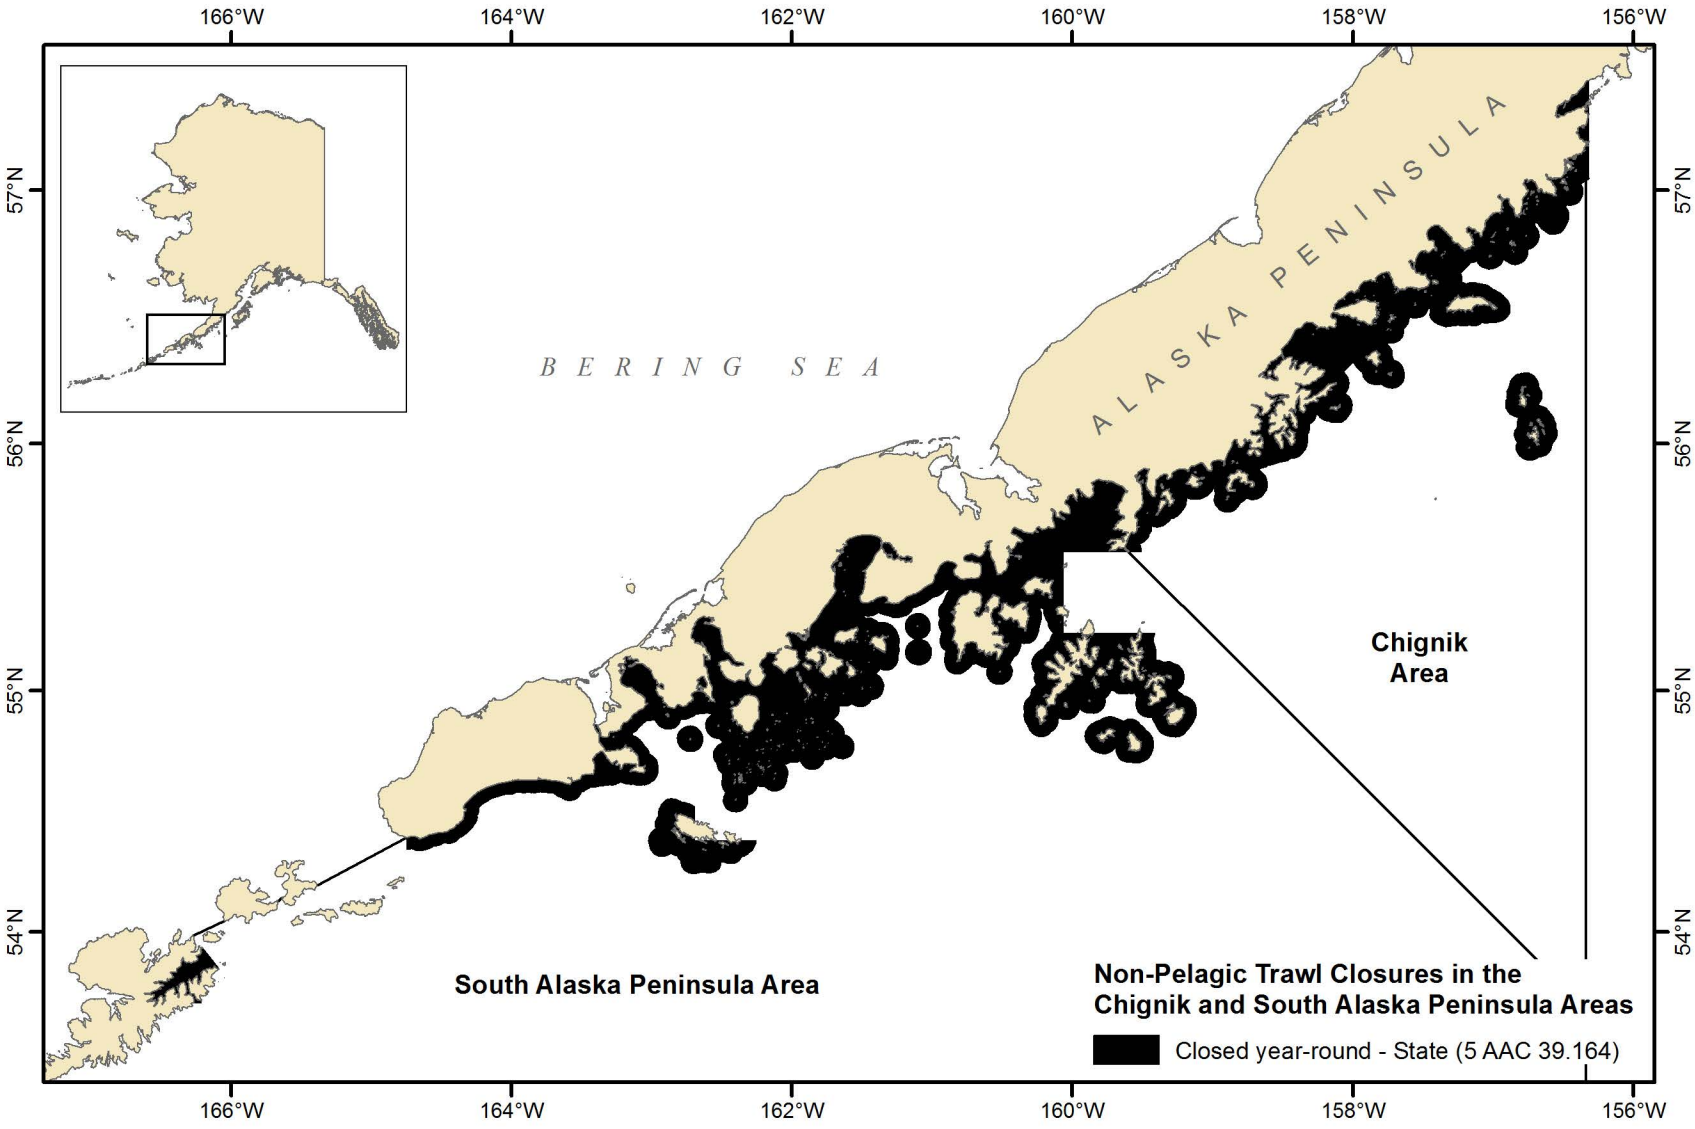 166°W 164°W 162°W 160°W 158°W 156°W
57°N 57°N
ALASKA PENINSULA
BERING SEA
56°N 56°N
Chignik
Area
55°N 55°N
54°N 54°N
South Alaska Peninsula Area
Non-Pelagic Trawl Closures in the
Chignik and South Alaska Peninsula Areas
Closed year-round - State (5 AAC 39.164)
166°W 164°W 162°W 160°W 158°W 156°W